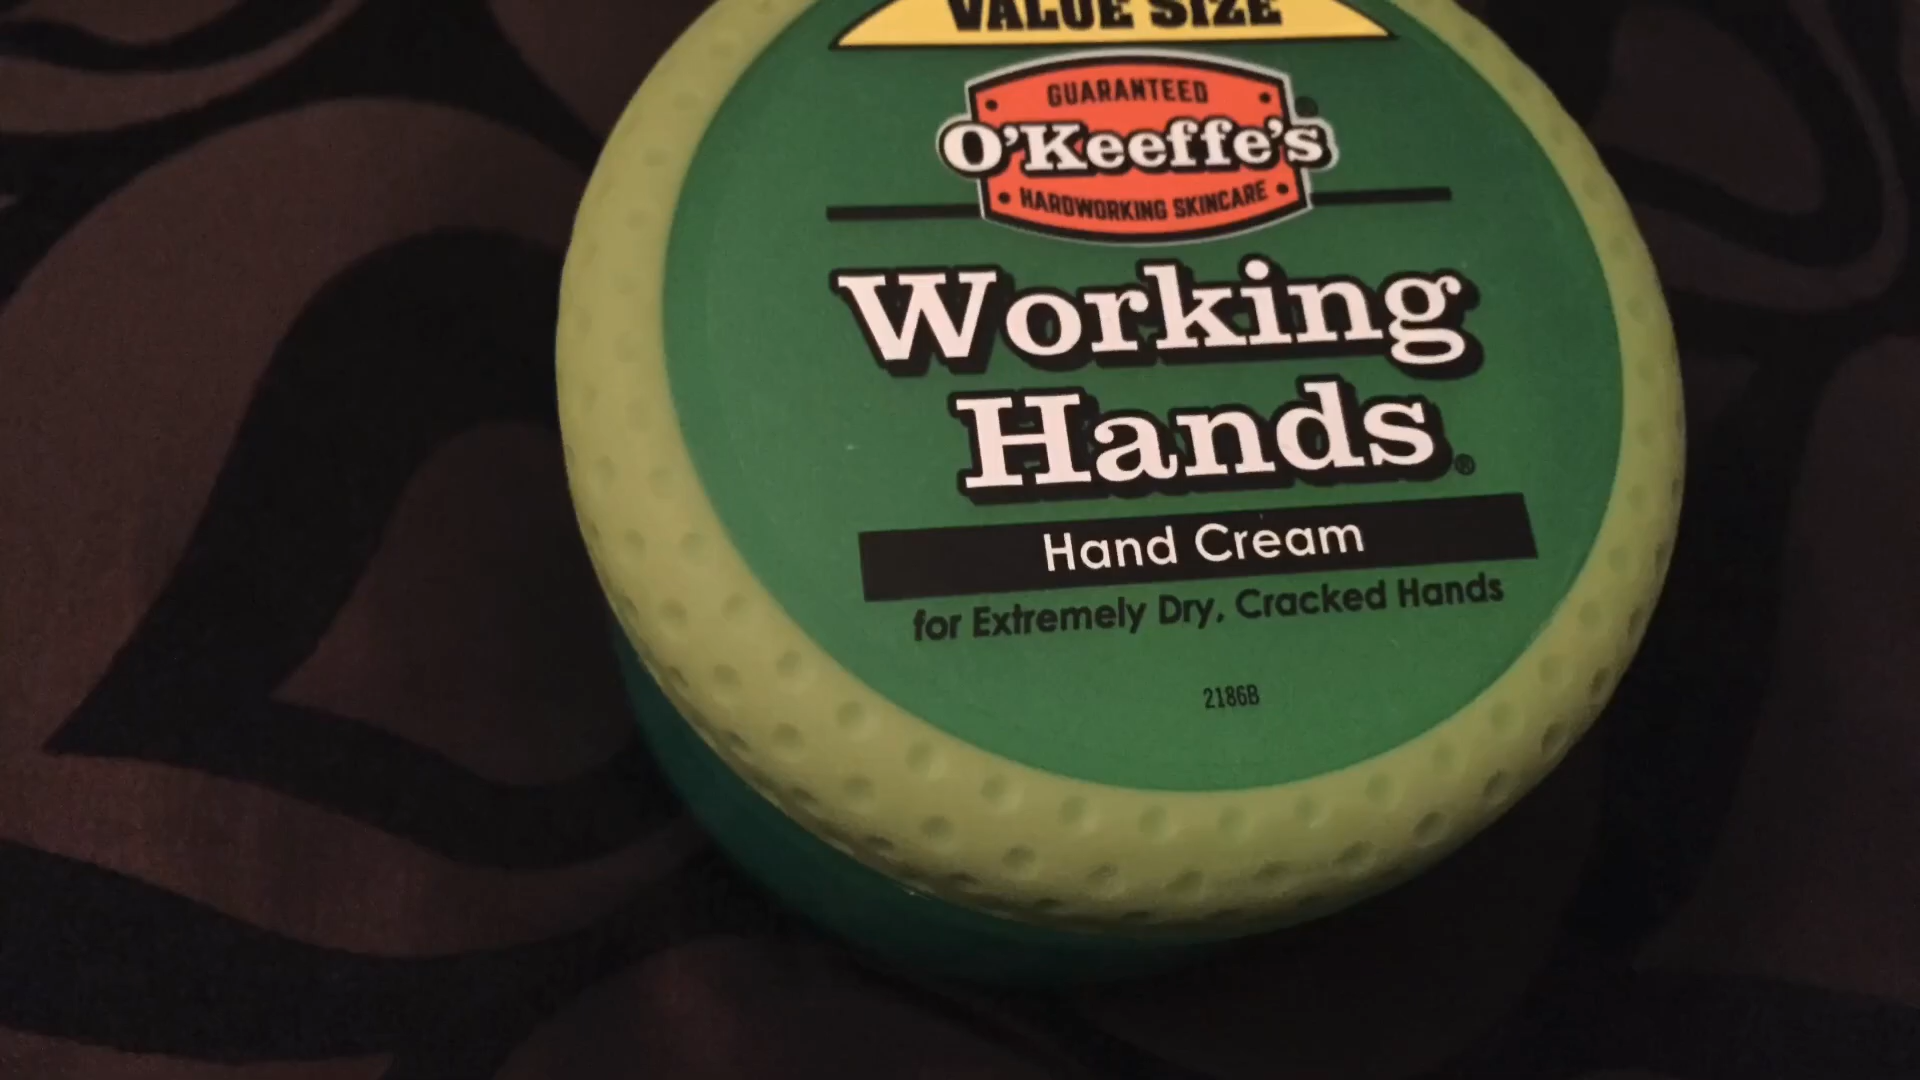 VALUE SIZE
GUARANTEED
O'Keeffe's®
• HARDWORKING SKINCARE •
Working
Hands®
Hand Cream
for Extremely Dry, Cracked Hands
2186B